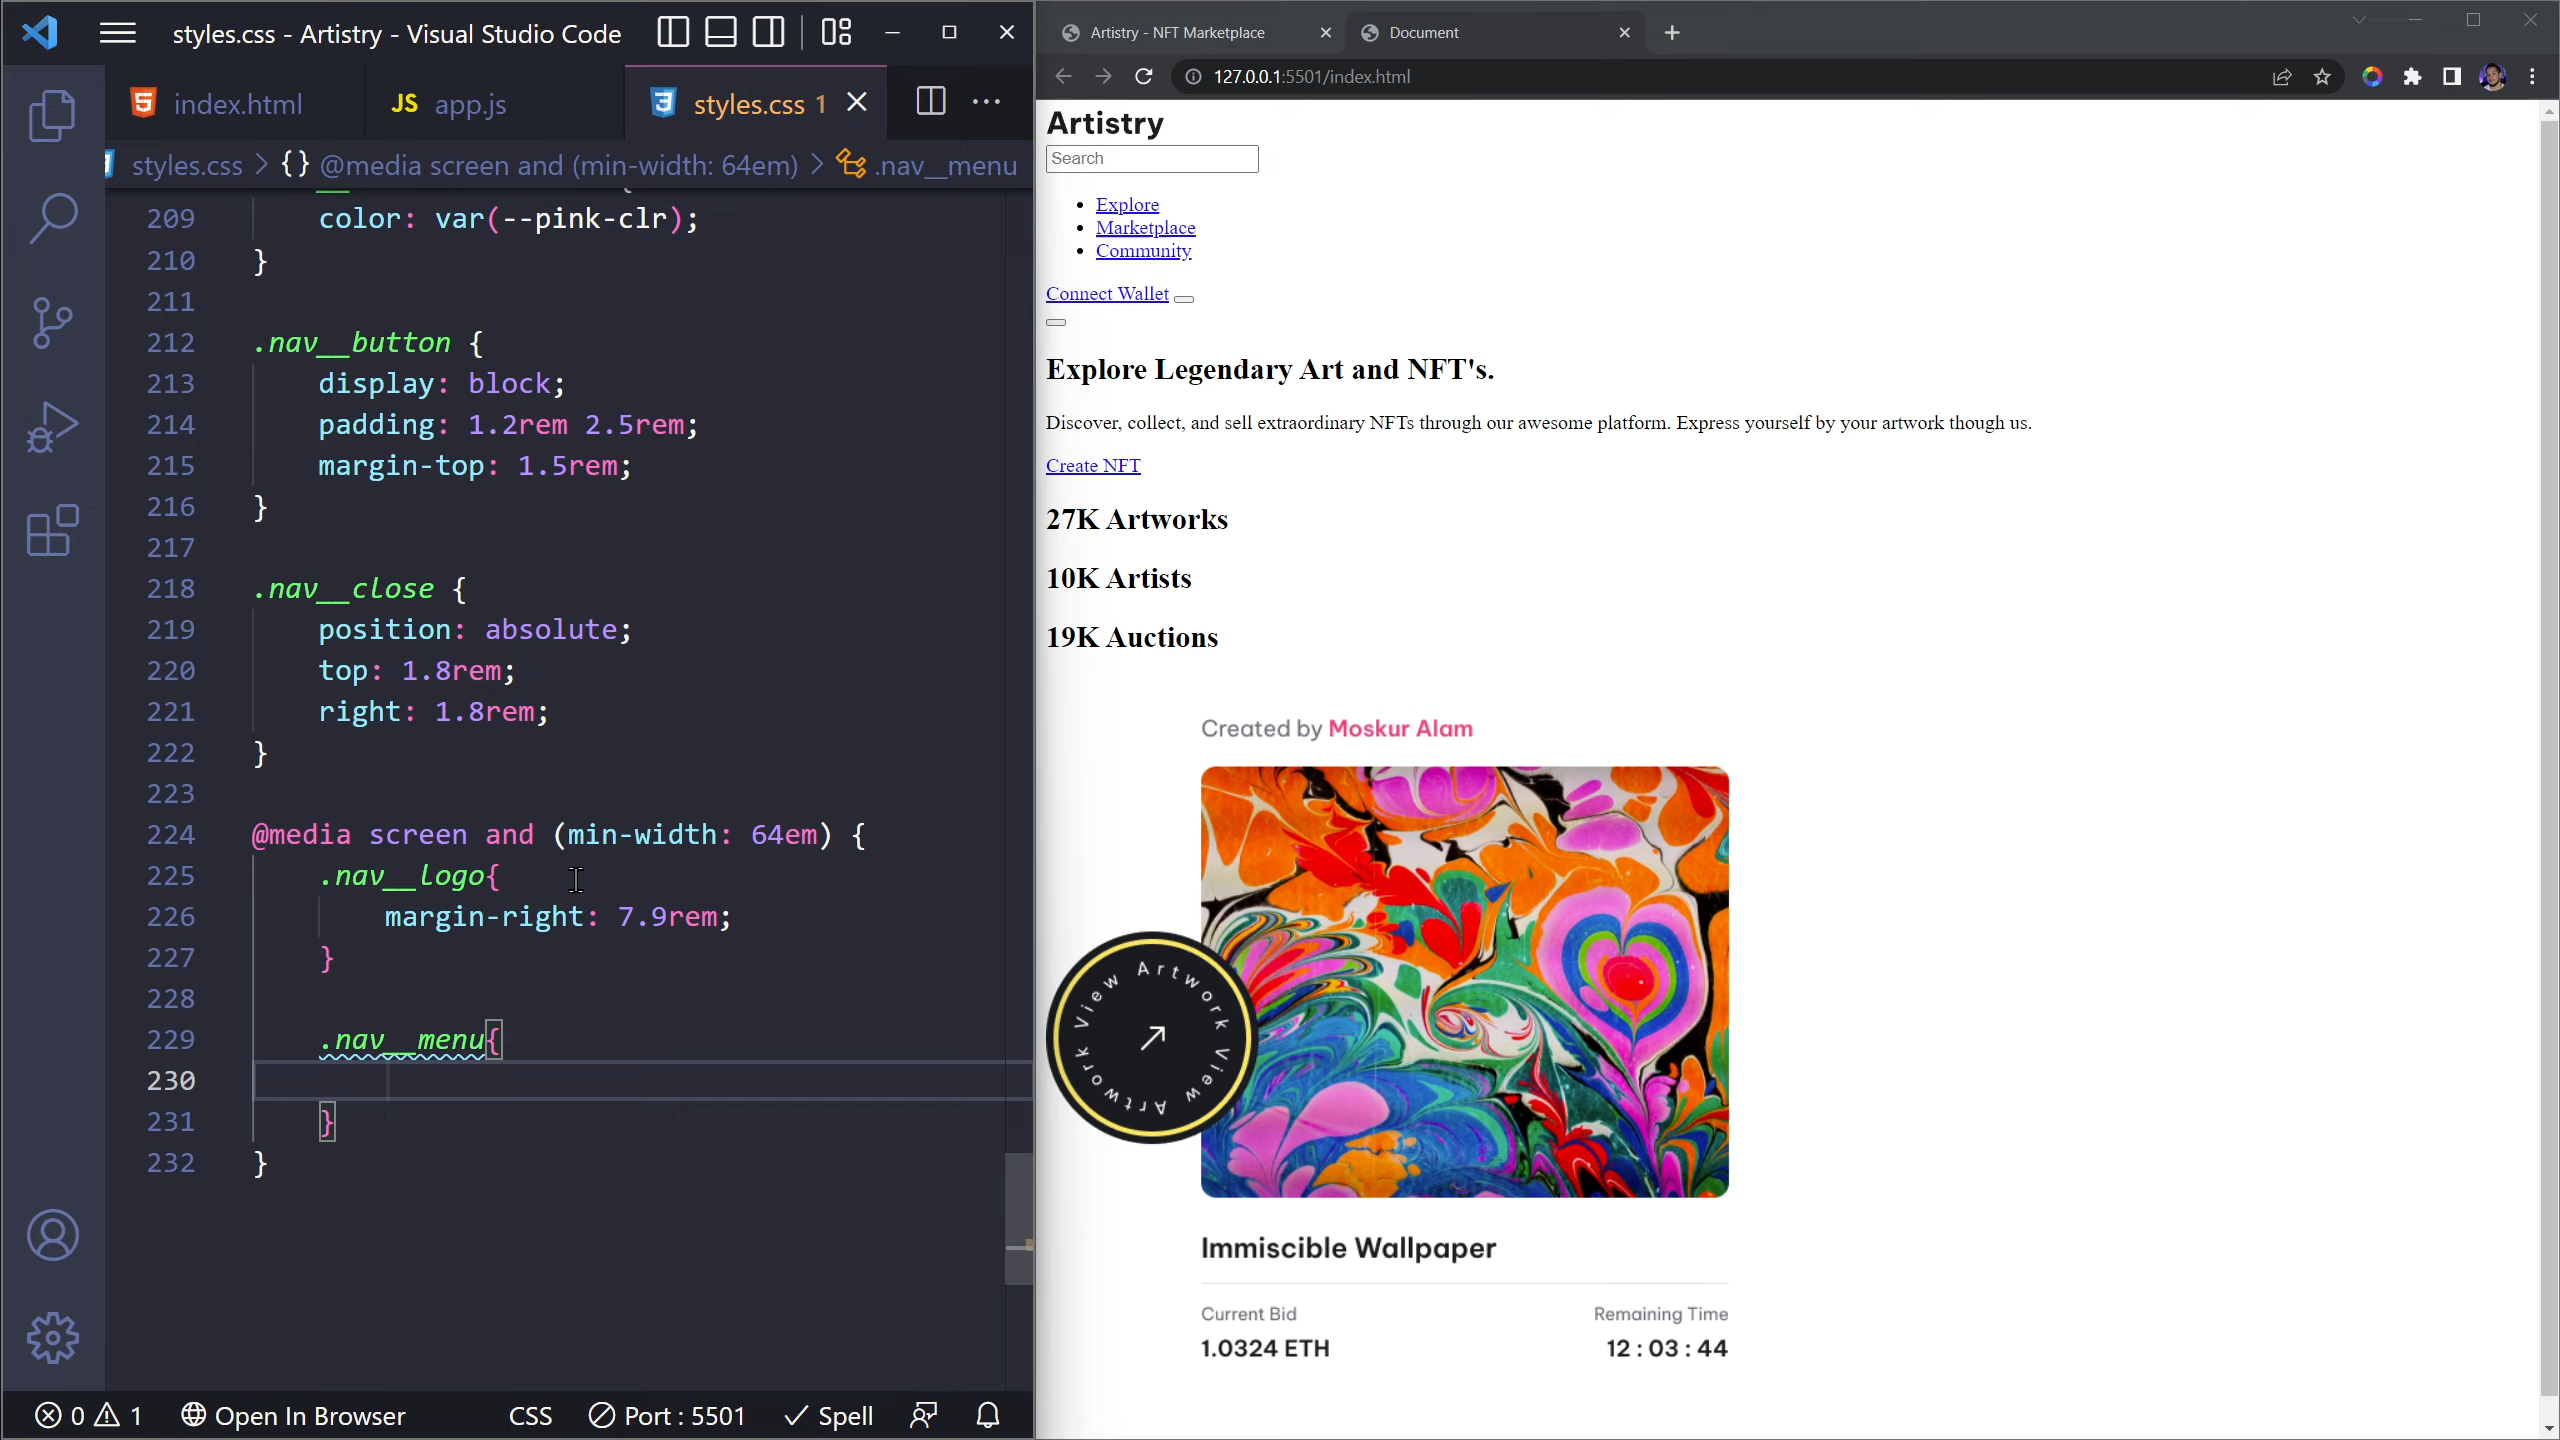 styles.css - Artistry - Visual Studio Code
index.html
JS app.js
styles.css 1
styles.css > {} @media screen and (min-width: 64em) > .nav__menu
209 color: var(--pink-clr);
210 }
211
212 .nav__button {
213 display: block;
214 padding: 1.2rem 2.5rem;
215 margin-top: 1.5rem;
216 }
217
218 .nav__close {
219 position: absolute;
220 top: 1.8rem;
221 right: 1.8rem;
222 }
223
224 @media screen and (min-width: 64em) {
225 .nav__logo{
226 margin-right: 7.9rem;
227 }
228
229 .nav__menu{
230
231 }
232 }
0 1 Open In Browser CSS Port : 5501 Spell
Artistry - NFT Marketplace
Document
127.0.0.1:5501/index.html
Artistry
Search
Explore
Marketplace
Community
Connect Wallet
Explore Legendary Art and NFT's.
Discover, collect, and sell extraordinary NFTs through our awesome platform. Express yourself by your artwork though us.
Create NFT
27K Artworks
10K Artists
19K Auctions
Created by Moskur Alam
View Artwork View Artwork
Immiscible Wallpaper
Current Bid Remaining Time
1.0324 ETH 12 : 03 : 44